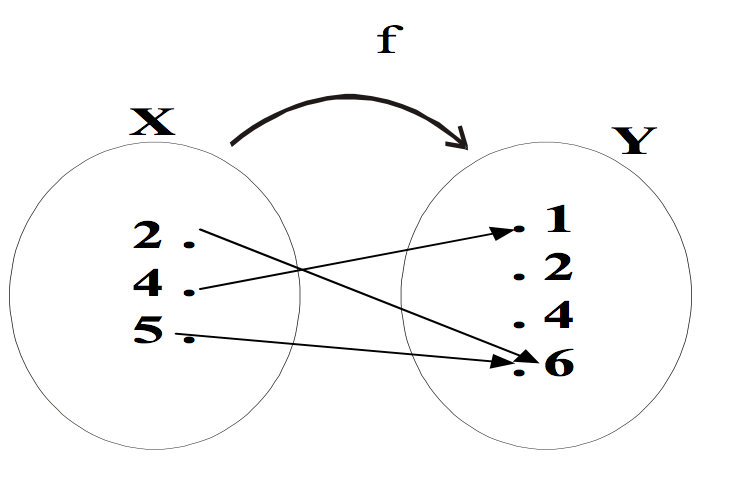 f
X
Y
2 .
4 .
5 .
. 1
. 2
. 4
. 6